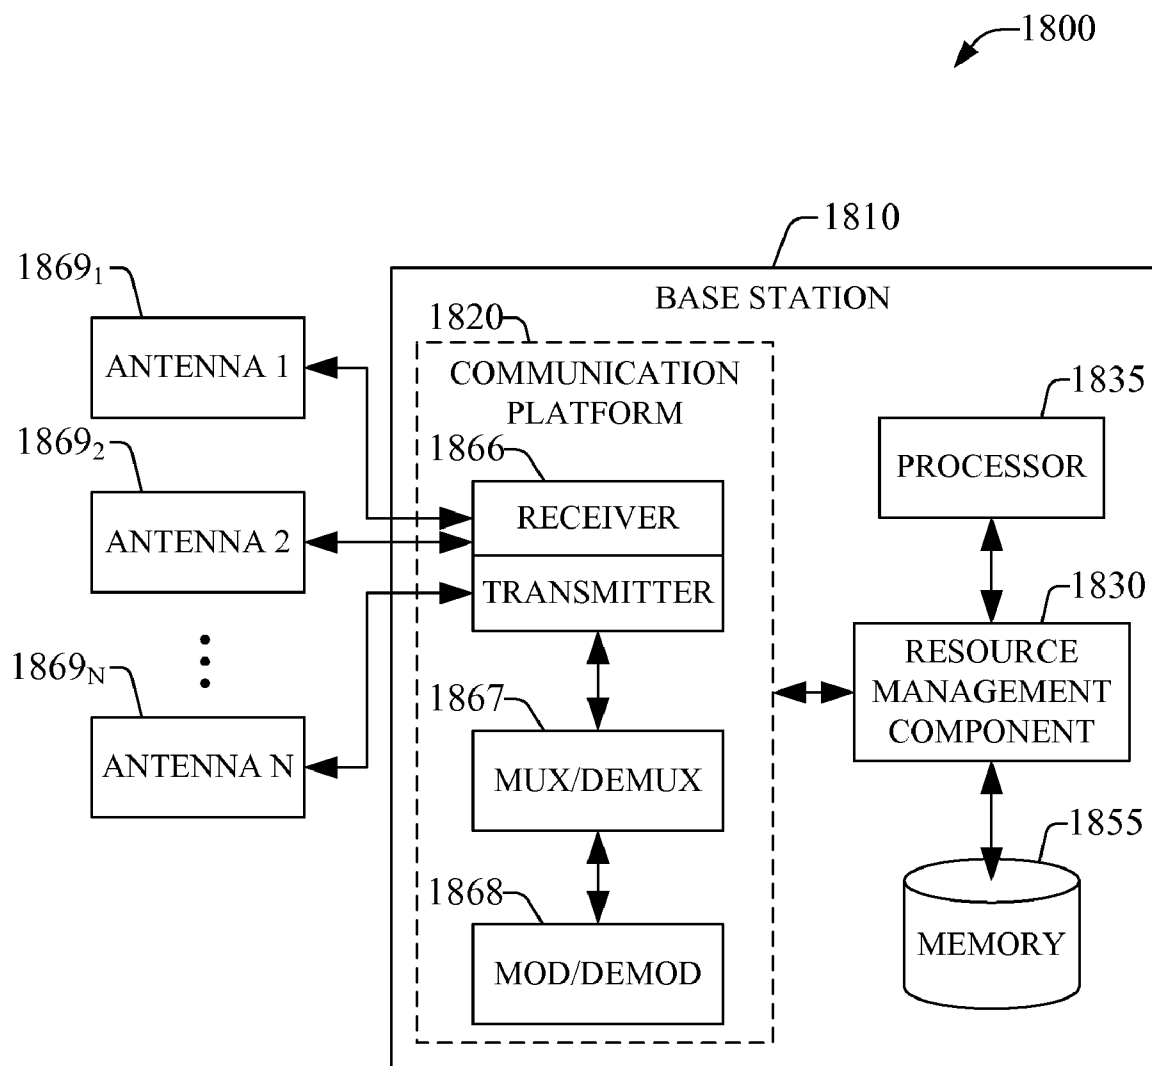 1800
1810
1869₁
BASE STATION
1820
ANTENNA 1
COMMUNICATION
PLATFORM
1835
1869₂
1866
PROCESSOR
RECEIVER
ANTENNA 2
TRANSMITTER
1830
1869ₙ
RESOURCE
MANAGEMENT
COMPONENT
1867
ANTENNA N
MUX/DEMUX
1855
1868
MEMORY
MOD/DEMOD